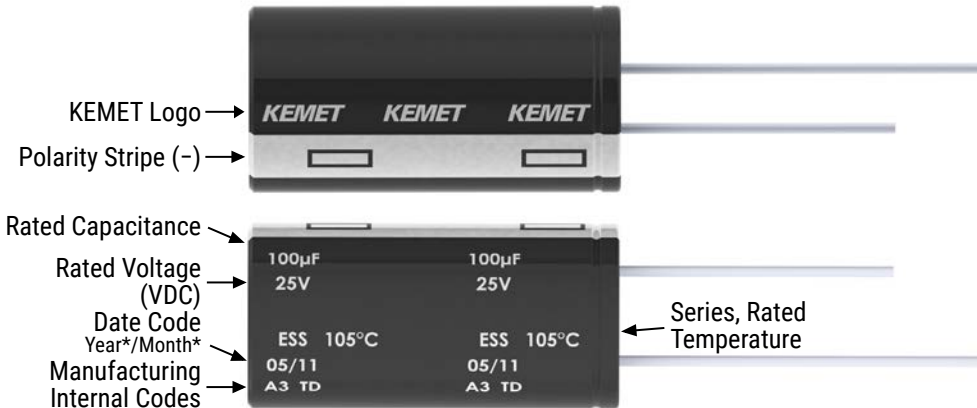 KEMET Logo
KEMET KEMET KEMET
Polarity Stripe (−)
Rated Capacitance
100µF 100µF
Rated Voltage
(VDC)
25V 25V
Date Code
Year*/Month*
ESS 105°C ESS 105°C
05/11 05/11
Manufacturing
Internal Codes
A3 TD A3 TD
Series, Rated
Temperature